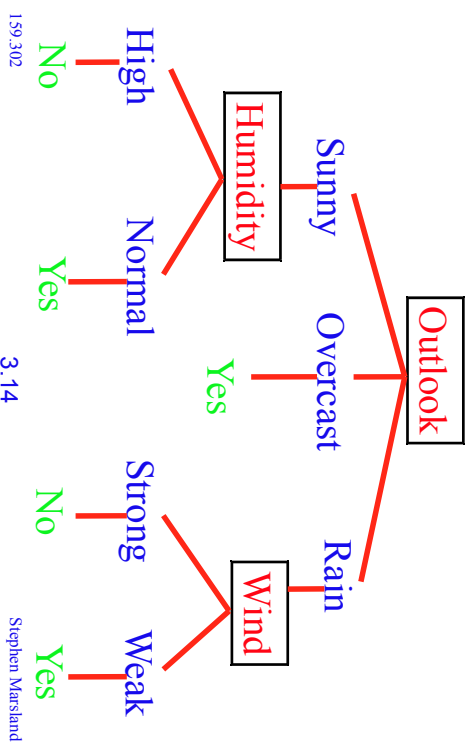 Outlook
Sunny Overcast Rain
Humidity Yes Wind
High Normal Strong Weak
No Yes No Yes
159.302 3.14 Stephen Marsland